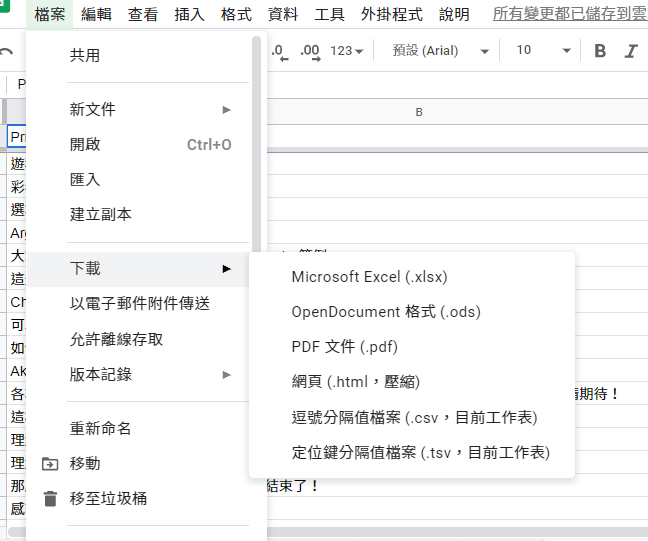 檔案 編輯 查看 插入 格式 資料 工具 外掛程式 說明 所有變更都已儲存到雲
.0 .00 123 預設 (Arial) 10 B I
B
共用
新文件
開啟 Ctrl+O
匯入
建立副本
下載
以電子郵件附件傳送
允許離線存取
版本記錄
重新命名
移動
移至垃圾桶
Microsoft Excel (.xlsx)
OpenDocument 格式 (.ods)
PDF 文件 (.pdf)
網頁 (.html，壓縮)
逗號分隔值檔案 (.csv，目前工作表)
定位鍵分隔值檔案 (.tsv，目前工作表)
Pri
遊
彩
選
Arg
大
這
Ch
可
如
Ak
各
期待！
這
理
理
那
結束了！
感